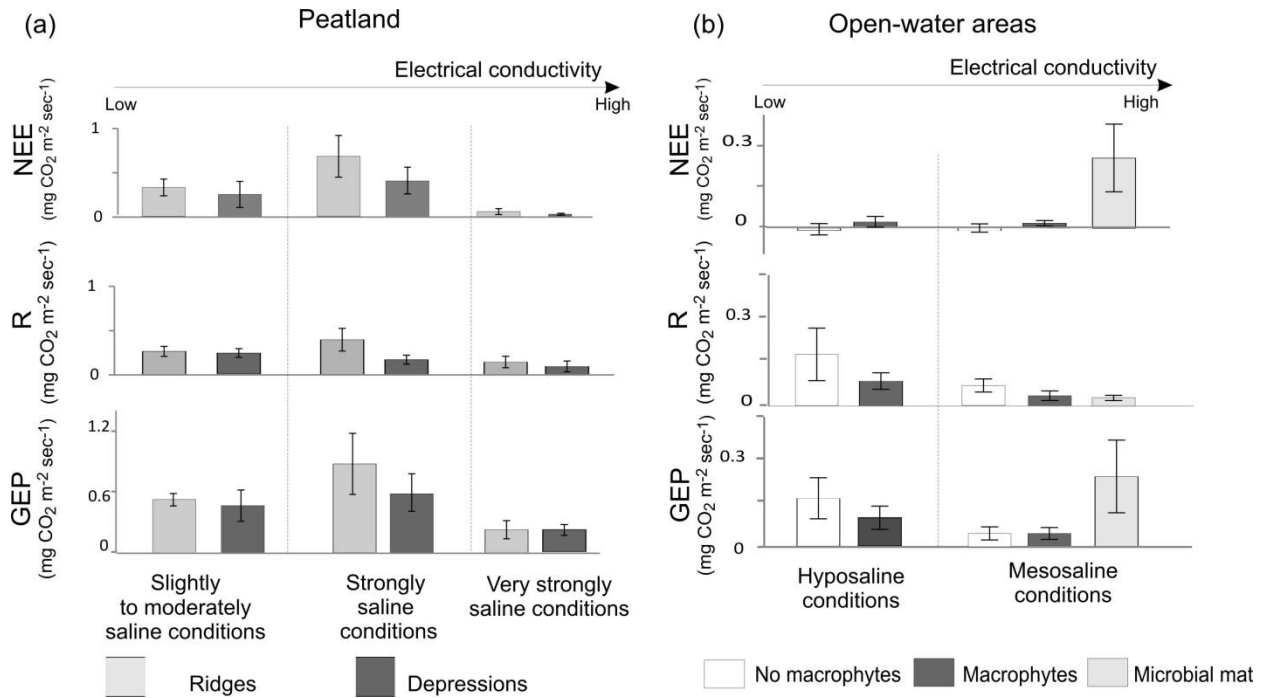 (a)
Peatland
Electrical conductivity
Low
High
NEE
(mg CO2 m-2 sec-1)
1
0
R
(mg CO2 m-2 sec-1)
1
0
GEP
(mg CO2 m-2 sec-1)
1.2
0.6
0
Slightly
to moderately
saline conditions
Strongly
saline
conditions
Very strongly
saline conditions
Ridges
Depressions
(b)
Open-water areas
Electrical conductivity
Low
High
NEE
(mg CO2 m-2 sec-1)
0.3
0
R
(mg CO2 m-2 sec-1)
0.3
0
GEP
(mg CO2 m-2 sec-1)
0.3
0
Hyposaline
conditions
Mesosaline
conditions
No macrophytes
Macrophytes
Microbial mat